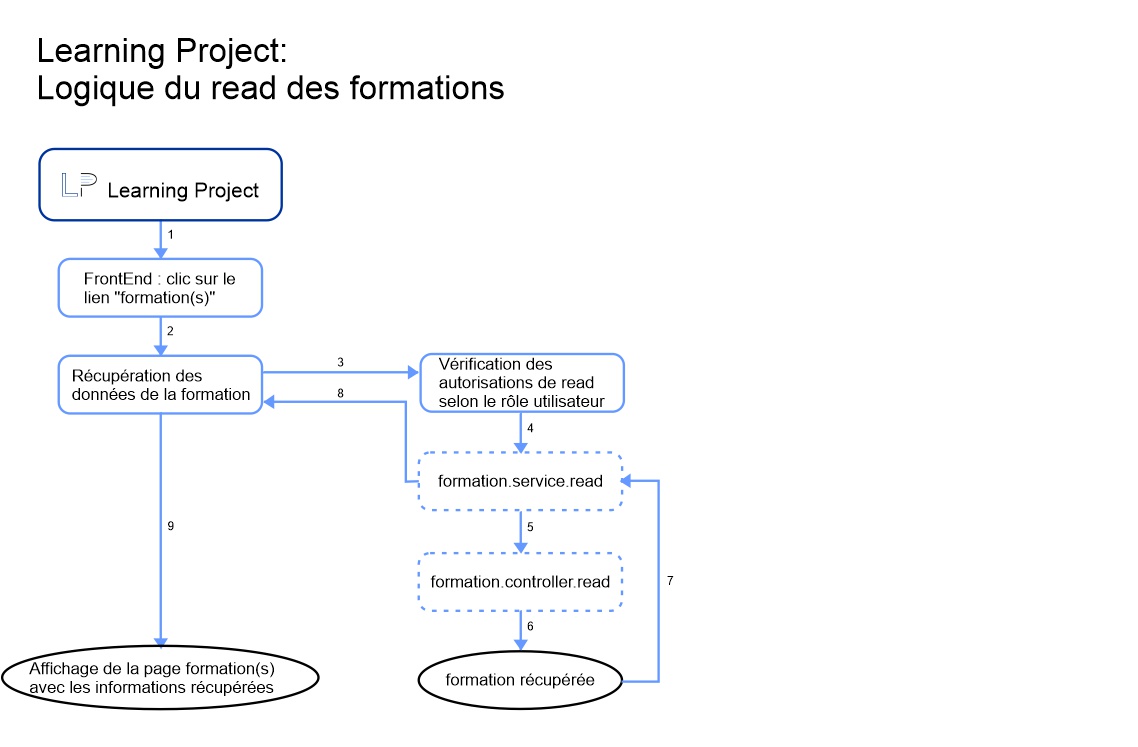 Learning Project:
Logique du read des formations
LP Learning Project
1
FrontEnd : clic sur le
lien "formation(s)"
2
Récupération des
données de la formation
3
8
Vérification des
autorisations de read
selon le rôle utilisateur
4
formation.service.read
9
5
formation.controller.read
7
6
Affichage de la page formation(s)
avec les informations récupérées
formation récupérée